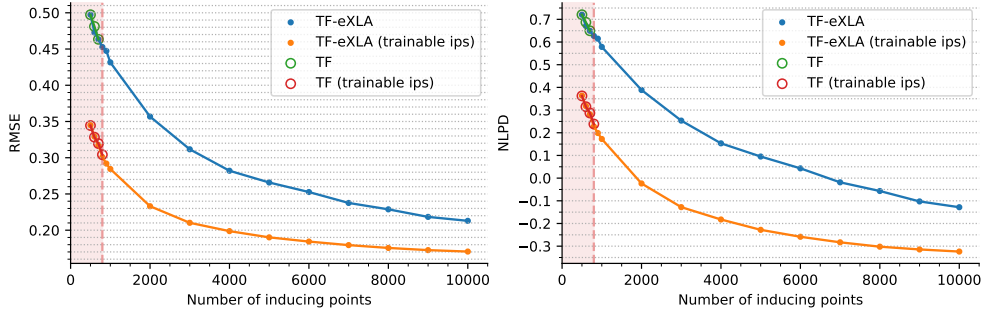 0.50
0.45
0.40
0.35
0.30
0.25
0.20
RMSE
TF-eXLA
TF-eXLA (trainable ips)
TF
TF (trainable ips)
0 2000 4000 6000 8000 10000
Number of inducing points
0.7
0.6
0.5
0.4
0.3
0.2
0.1
0.0
−0.1
−0.2
−0.3
NLPD
TF-eXLA
TF-eXLA (trainable ips)
TF
TF (trainable ips)
0 2000 4000 6000 8000 10000
Number of inducing points